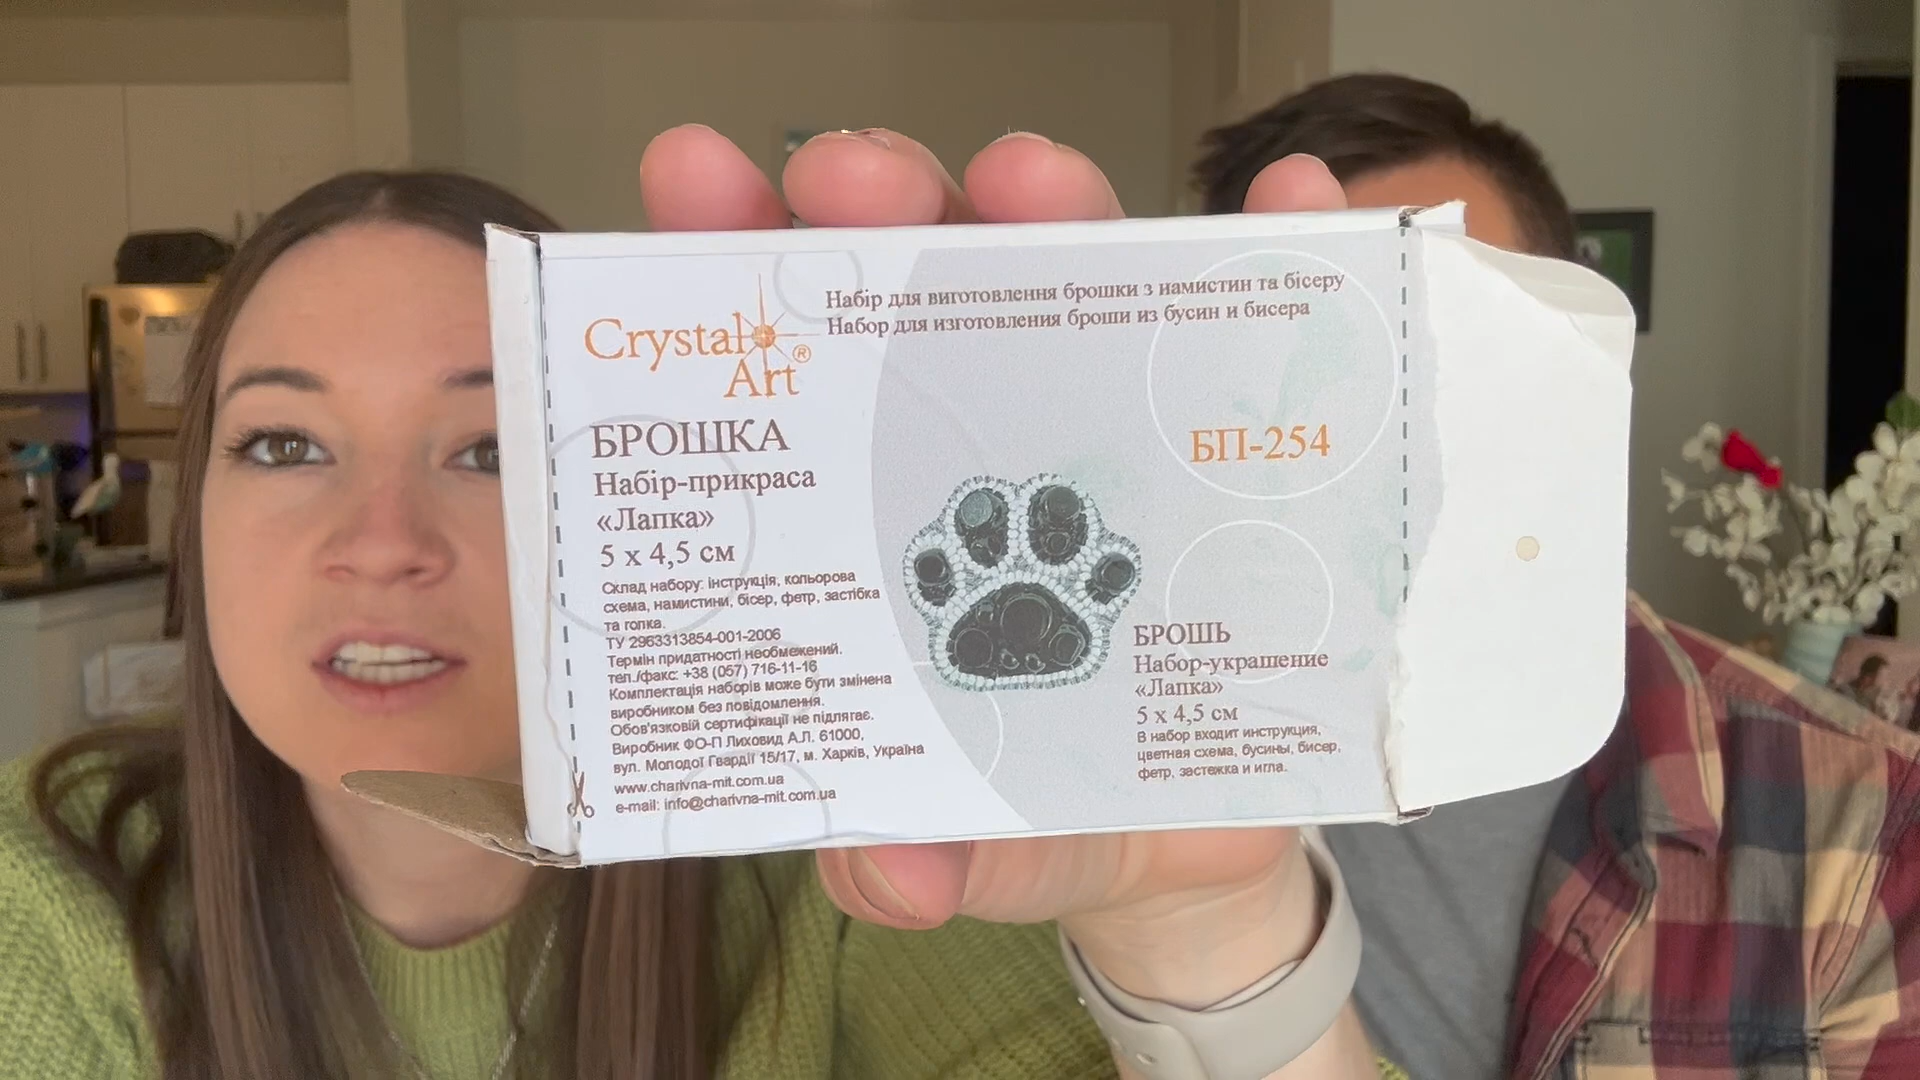 Набір для виготовлення брошки з намистин та бісеру
Набор для изготовления броши из бусин и бисера
Crystal
Art®
БРОШКА
Набір-прикраса
«Лапка»
5 x 4,5 см
Склад набору: інструкція, кольорова
схема, намистини, бісер, фетр, застібка
та голка.
ТУ 2963313854-001-2006
Термін придатності необмежений.
тел./факс: +38 (057) 716-11-16
Комплектація наборів може бути змінена
виробником без повідомлення.
Обов'язковій сертифікації не підлягає.
Виробник ФО-П Лиховид А.Л. 61000,
вул. Молодої Гвардії 15/17, м. Харків, Україна
www.charivna-mit.com.ua
e-mail: info@charivna-mit.com.ua
БП-254
БРОШЬ
Набор-украшение
«Лапка»
5 x 4,5 см
В набор входит инструкция,
цветная схема, бусины, бисер,
фетр, застежка и игла.